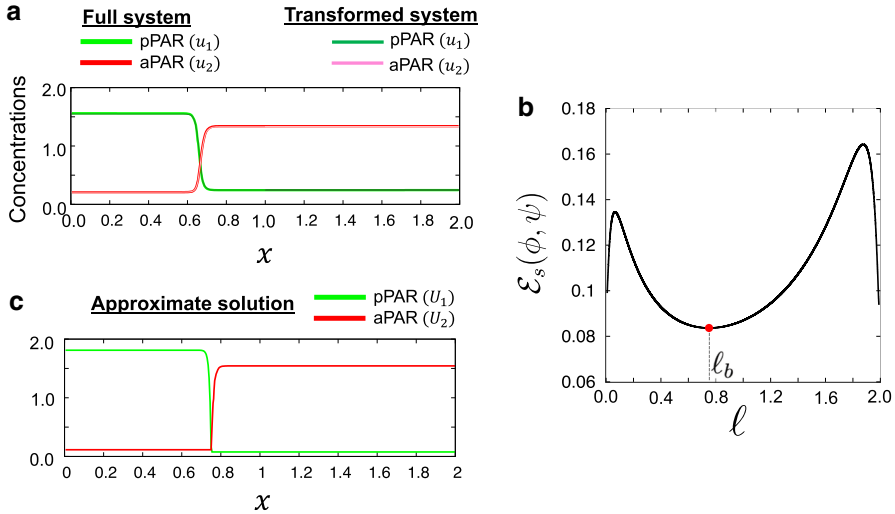 a
Full system
pPAR (u₁)
aPAR (u₂)
Transformed system
pPAR (u₁)
aPAR (u₂)
Concentrations
2.0
1.0
0.0
0.0 0.2 0.4 0.6 0.8 1.0 1.2 1.4 1.6 1.8 2.0
x
b
0.18
0.16
0.14
0.12
0.1
0.08
0.06
ℰₛ(ϕ, ψ)
ℓ_b
0.0 0.4 0.8 1.2 1.6 2.0
ℓ
c
Approximate solution
pPAR (U₁)
aPAR (U₂)
2.0
1.0
0.0
0 0.2 0.4 0.6 0.8 1 1.2 1.4 1.6 1.8 2
x